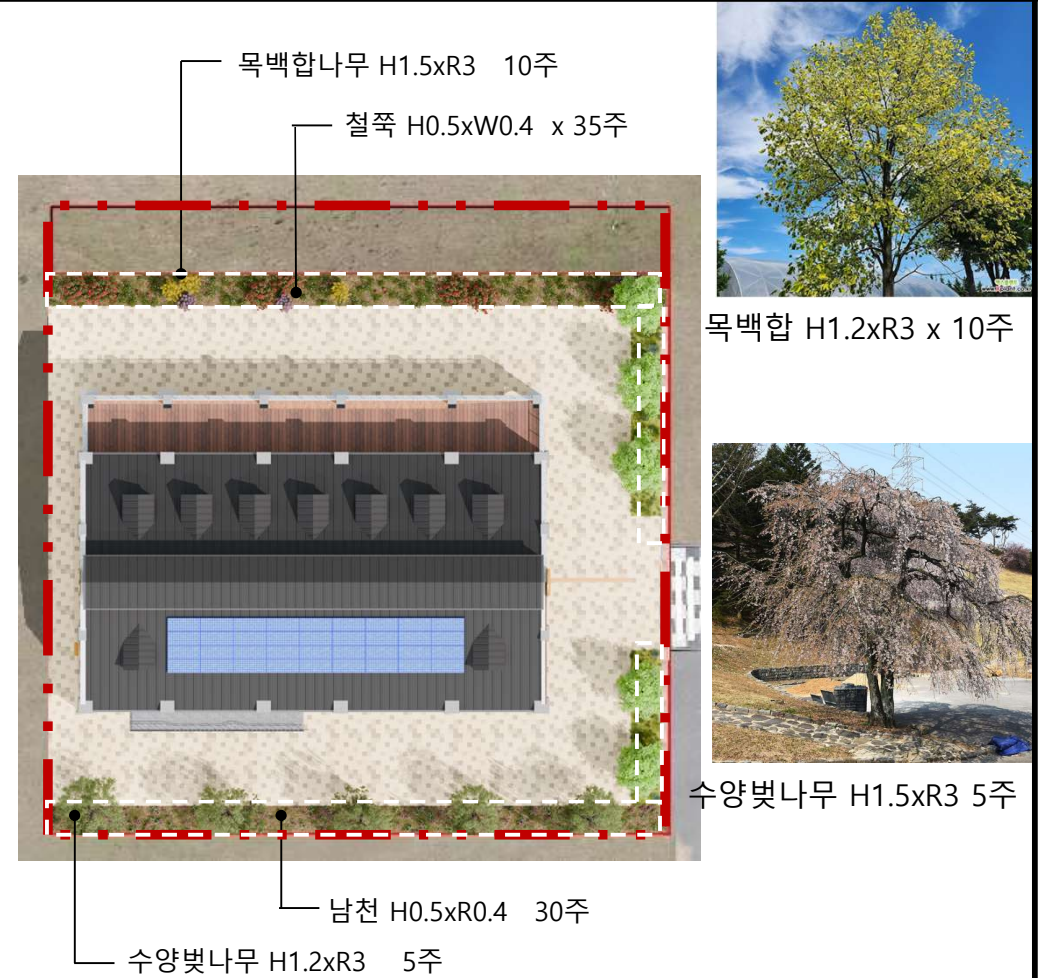 목백합나무 H1.5xR3 10주
철쭉 H0.5xW0.4 x 35주
목백합 H1.2xR3 x 10주
수양벚나무 H1.5xR3 5주
남천 H0.5xR0.4 30주
수양벚나무 H1.2xR3 5주